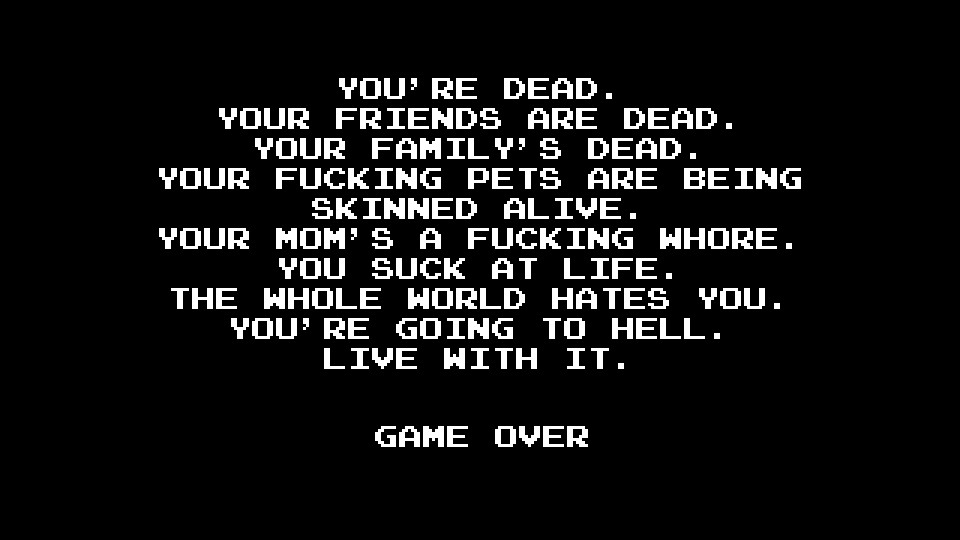 YOU'RE DEAD.
YOUR FRIENDS ARE DEAD.
YOUR FAMILY'S DEAD.
YOUR FUCKING PETS ARE BEING
SKINNED ALIVE.
YOUR MOM'S A FUCKING WHORE.
YOU SUCK AT LIFE.
THE WHOLE WORLD HATES YOU.
YOU'RE GOING TO HELL.
LIVE WITH IT.
GAME OVER